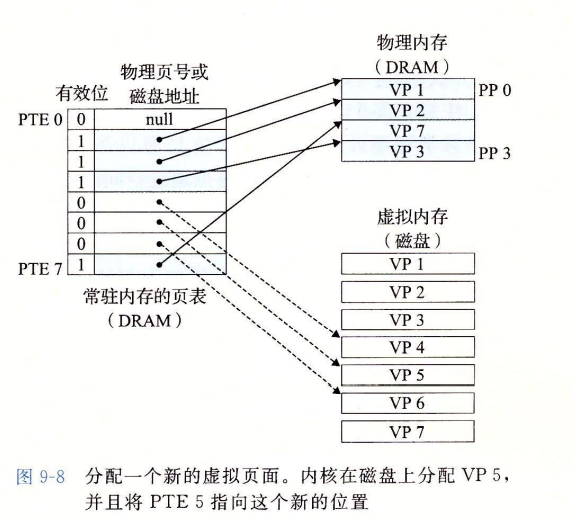 物理页号或
有效位 磁盘地址
PTE 0 0 null
1
1
1
0
0
0
PTE 7 1
常驻内存的页表
（DRAM）
物理内存
（DRAM）
VP 1 PP 0
VP 2
VP 7
VP 3 PP 3
虚拟内存
（磁盘）
VP 1
VP 2
VP 3
VP 4
VP 5
VP 6
VP 7
图 9-8 分配一个新的虚拟页面。内核在磁盘上分配 VP 5，
并且将 PTE 5 指向这个新的位置